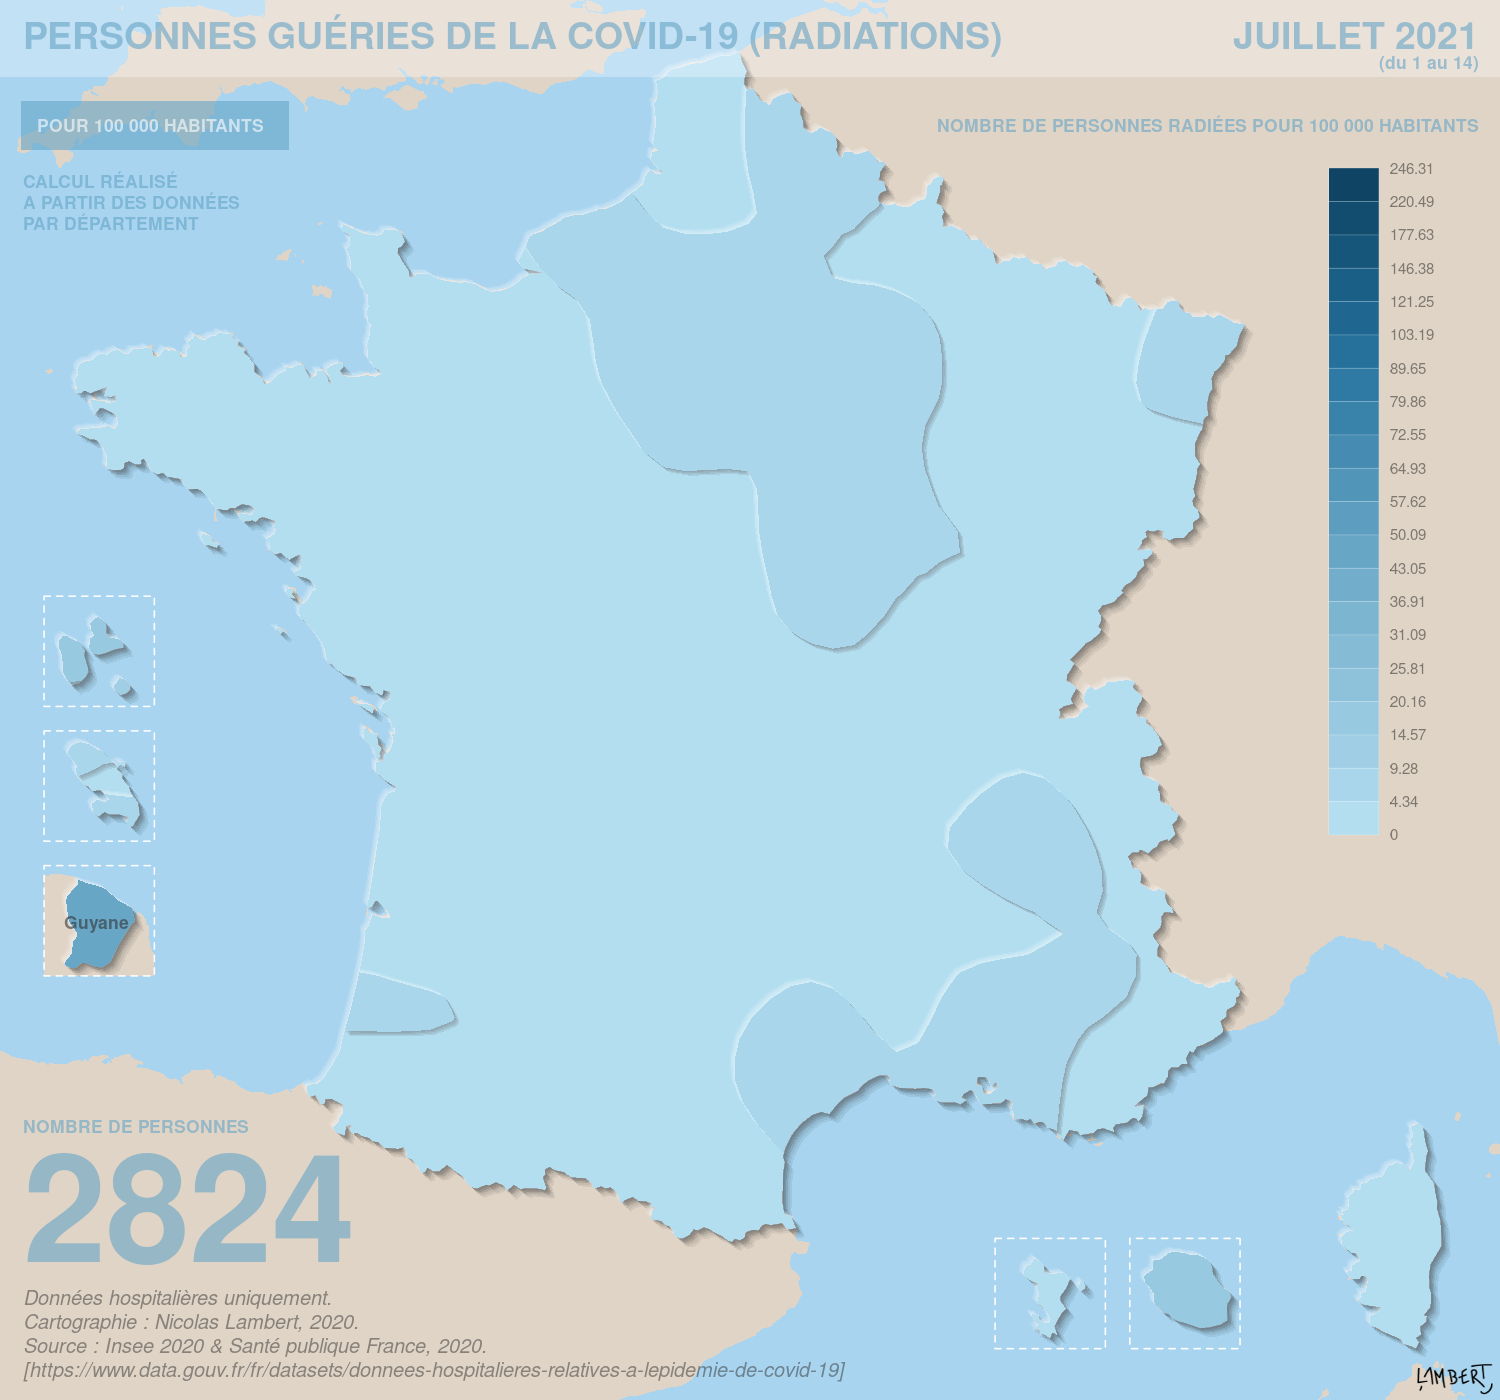 PERSONNES GUÉRIES DE LA COVID-19 (RADIATIONS)
JUILLET 2021
(du 1 au 14)
POUR 100 000 HABITANTS
CALCUL RÉALISÉ
A PARTIR DES DONNÉES
PAR DÉPARTEMENT
NOMBRE DE PERSONNES RADIÉES POUR 100 000 HABITANTS
246.31
220.49
177.63
146.38
121.25
103.19
89.65
79.86
72.55
64.93
57.62
50.09
43.05
36.91
31.09
25.81
20.16
14.57
9.28
4.34
0
Guyane
NOMBRE DE PERSONNES
2824
Données hospitalières uniquement.
Cartographie : Nicolas Lambert, 2020.
Source : Insee 2020 & Santé publique France, 2020.
[https://www.data.gouv.fr/fr/datasets/donnees-hospitalieres-relatives-a-lepidemie-de-covid-19]
LAMBERT